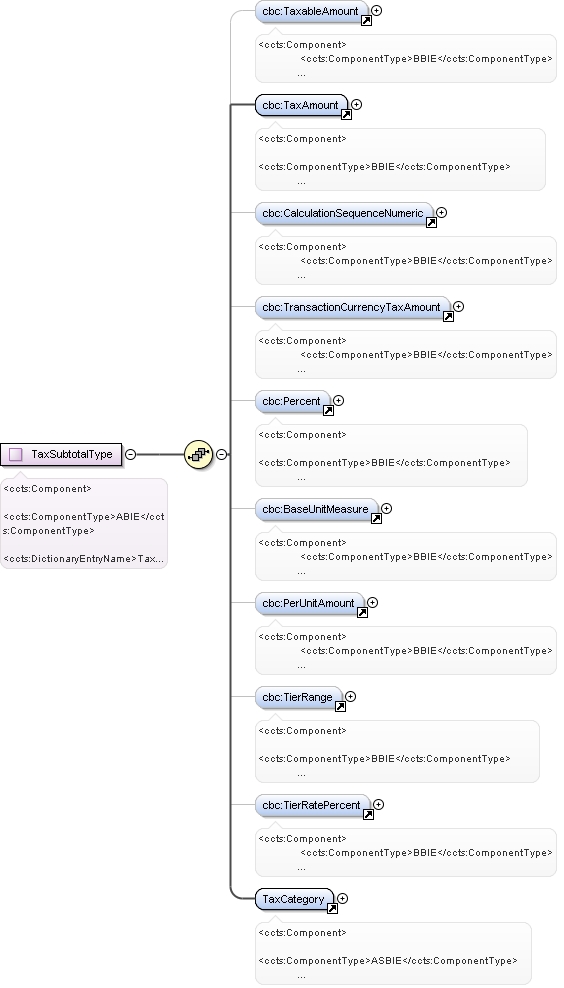 cbc:TaxableAmount
<ccts:Component>
<ccts:ComponentType>BBIE</ccts:ComponentType>
...
cbc:TaxAmount
<ccts:Component>
<ccts:ComponentType>BBIE</ccts:ComponentType>
...
cbc:CalculationSequenceNumeric
<ccts:Component>
<ccts:ComponentType>BBIE</ccts:ComponentType>
...
cbc:TransactionCurrencyTaxAmount
<ccts:Component>
<ccts:ComponentType>BBIE</ccts:ComponentType>
...
cbc:Percent
<ccts:Component>
<ccts:ComponentType>BBIE</ccts:ComponentType>
...
TaxSubtotalType
<ccts:Component>
<ccts:ComponentType>ABIE</cct
s:ComponentType>
<ccts:DictionaryEntryName>Tax...
cbc:BaseUnitMeasure
<ccts:Component>
<ccts:ComponentType>BBIE</ccts:ComponentType>
...
cbc:PerUnitAmount
<ccts:Component>
<ccts:ComponentType>BBIE</ccts:ComponentType>
...
cbc:TierRange
<ccts:Component>
<ccts:ComponentType>BBIE</ccts:ComponentType>
...
cbc:TierRatePercent
<ccts:Component>
<ccts:ComponentType>BBIE</ccts:ComponentType>
...
TaxCategory
<ccts:Component>
<ccts:ComponentType>ASBIE</ccts:ComponentType>
...